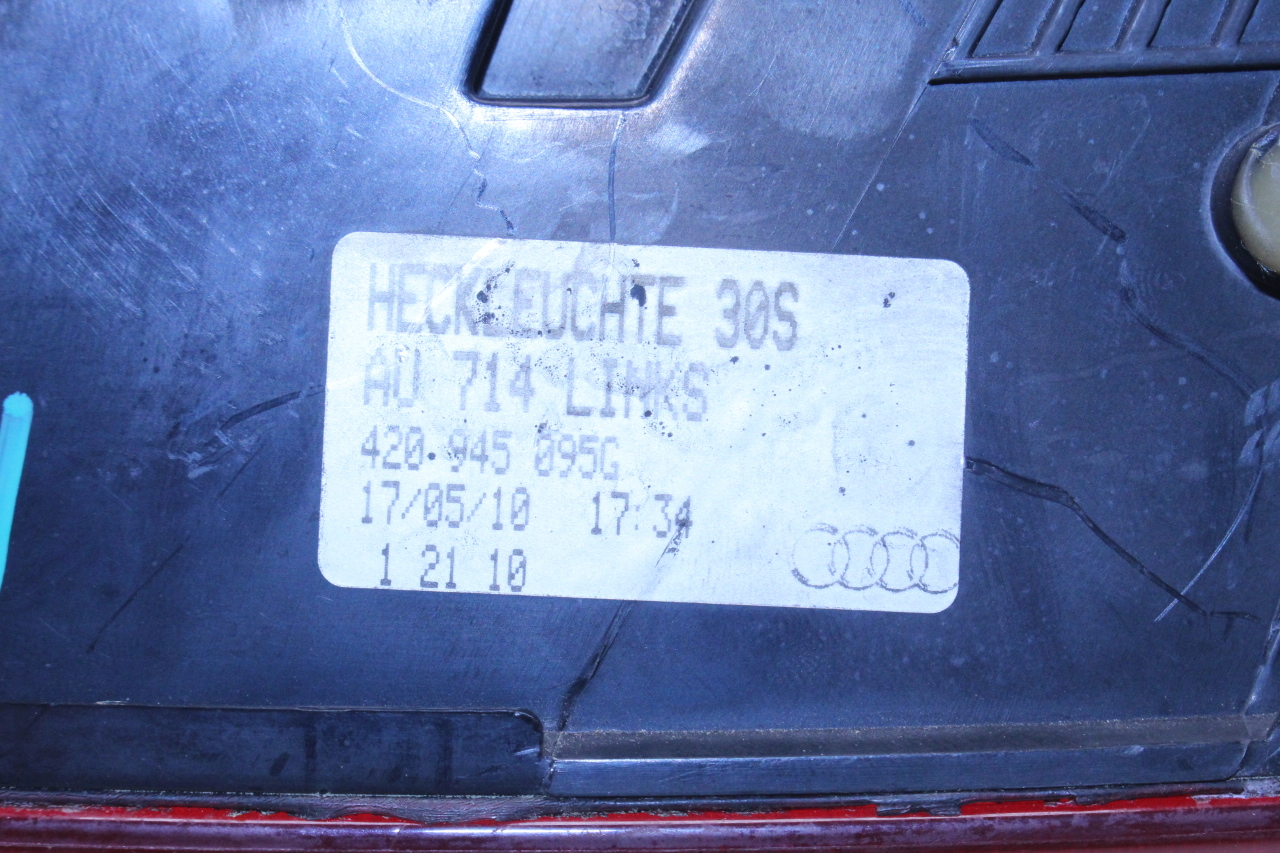 HECKLEUCHTE 30S
AU 714 LINKS
420 945 095G
17/05/10 17:34
1 21 10